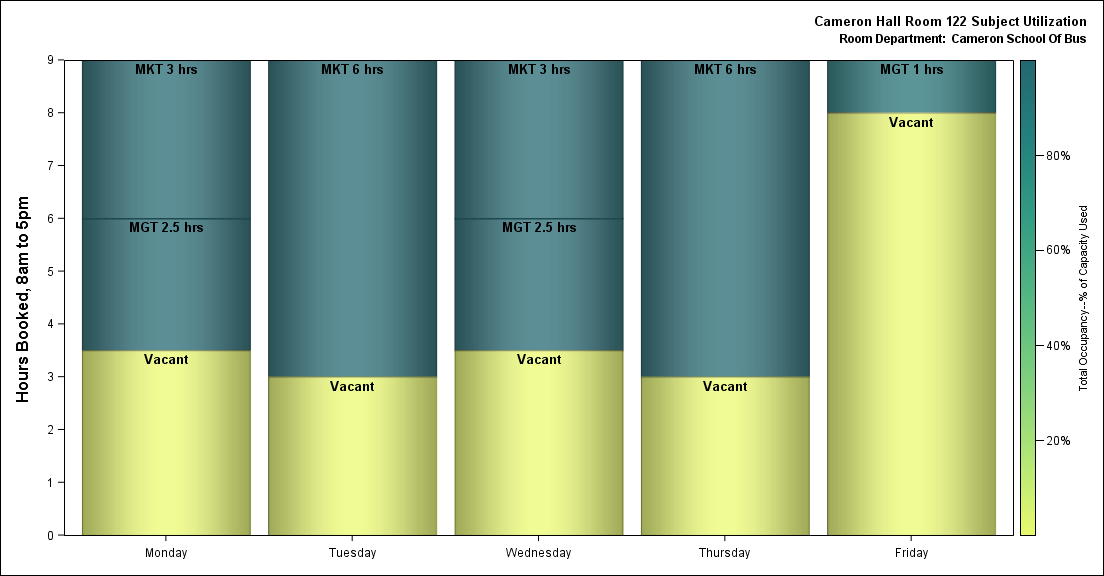 Cameron Hall Room 122 Subject Utilization
Room Department: Cameron School Of Bus
Hours Booked, 8am to 5pm
9
8
7
6
5
4
3
2
1
0
MKT 3 hrs
MGT 2.5 hrs
Vacant
MKT 6 hrs
Vacant
MKT 3 hrs
MGT 2.5 hrs
Vacant
MKT 6 hrs
Vacant
MGT 1 hrs
Vacant
Monday
Tuesday
Wednesday
Thursday
Friday
80%
60%
40%
20%
Total Occupancy--% of Capacity Used